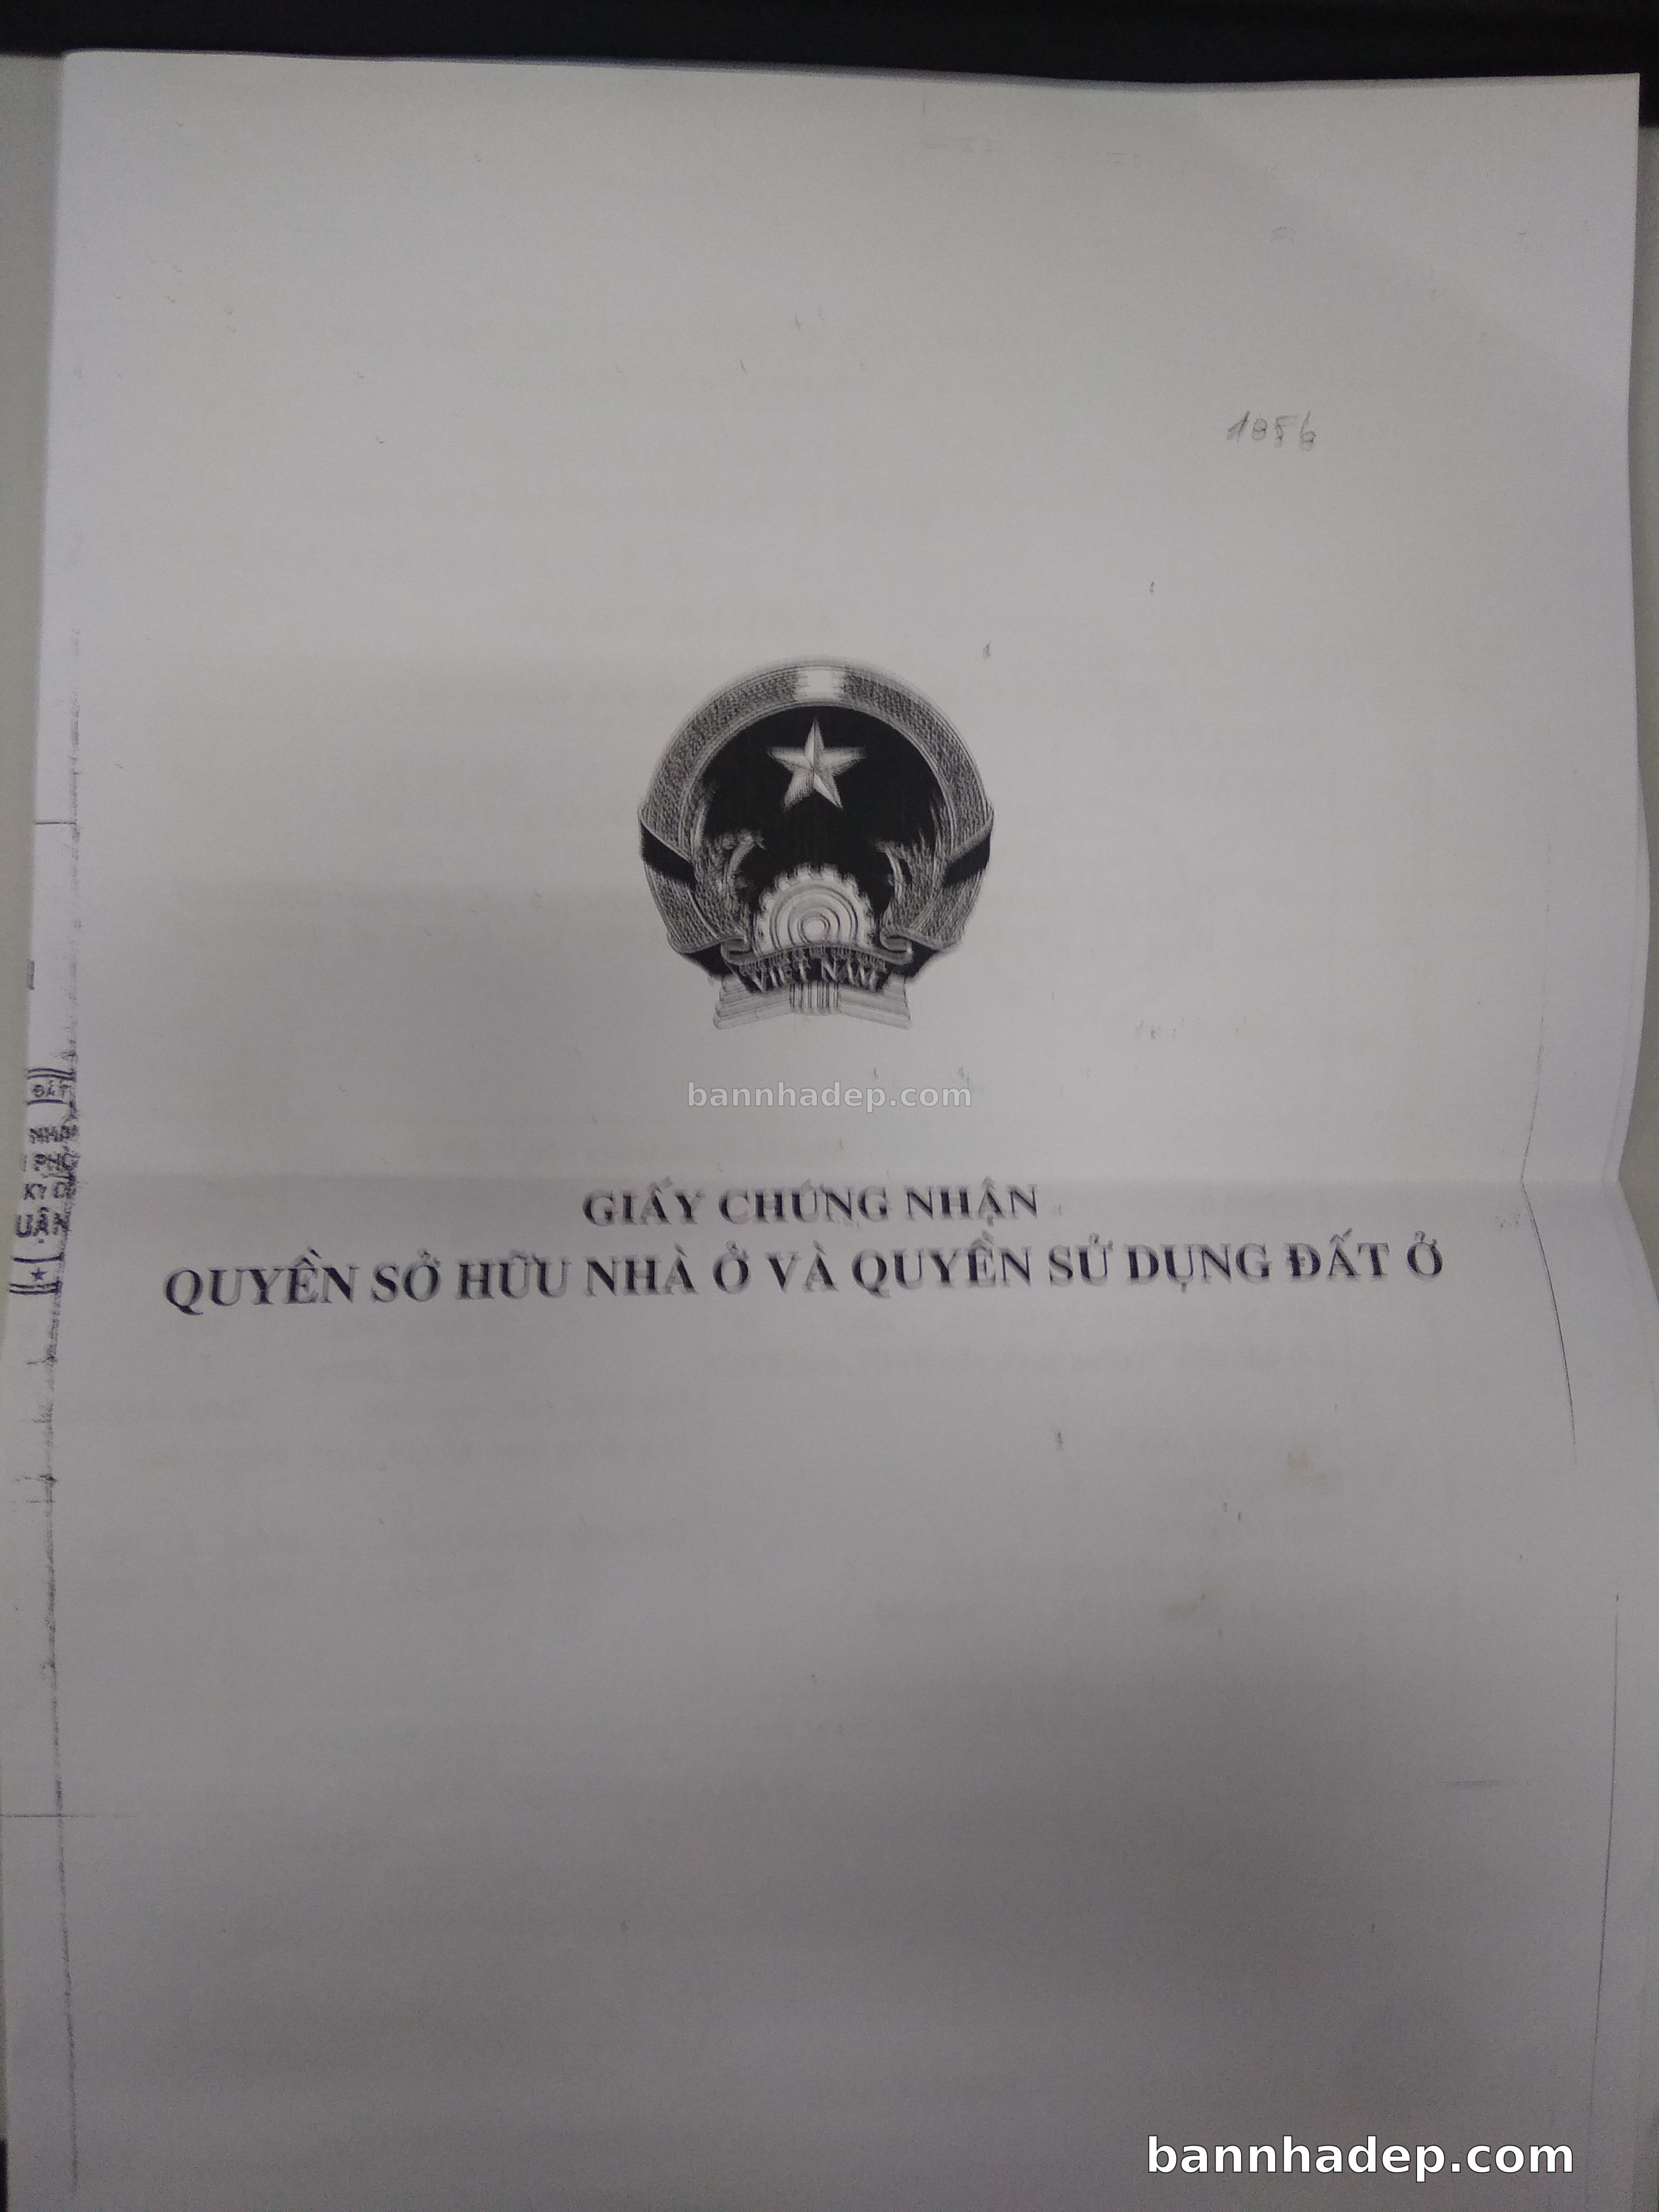 1856
VIỆT NAM
bannhadep.com
GIẤY CHỨNG NHẬN
QUYỀN SỞ HỮU NHÀ Ở VÀ QUYỀN SỬ DỤNG ĐẤT Ở
UẬN
bannhadep.com